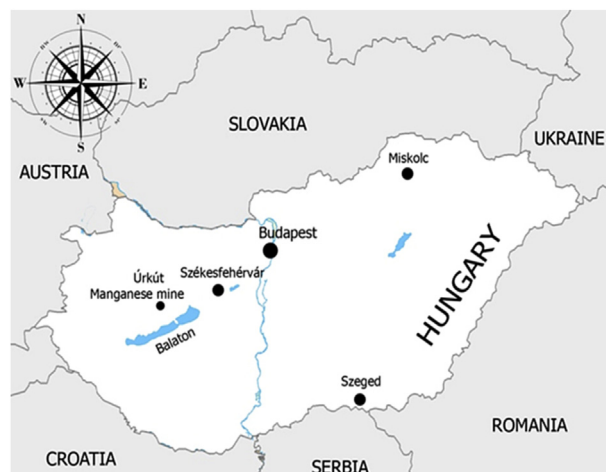 N
W
E
S
SLOVAKIA
UKRAINE
AUSTRIA
Miskolc
Budapest
HUNGARY
Székesfehérvár
Úrkút
Manganese mine
Balaton
Szeged
ROMANIA
CROATIA
SERBIA